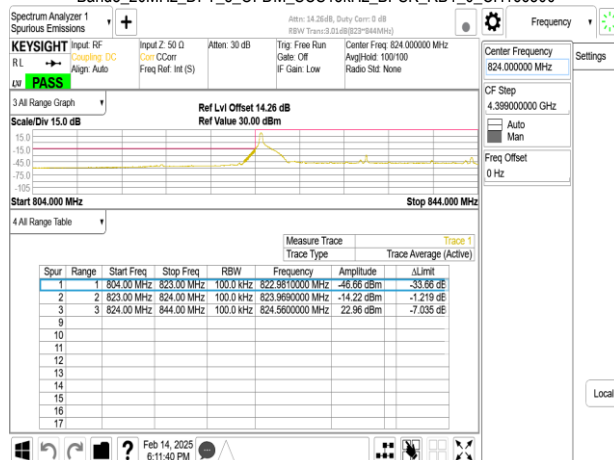 Spectrum Analyzer 1
Spurious Emissions
Attn: 14.26dB, Duty Corr: 0 dB
RBW Trans:3.01dB(823~844MHz)
Frequency
KEYSIGHT
Input: RF
Coupling: DC
Align: Auto
Input Z: 50 Ω
Corr CCorr
Freq Ref: Int (S)
Atten: 30 dB
Trig: Free Run
Gate: Off
IF Gain: Low
Center Freq: 824.000000 MHz
Avg|Hold: 100/100
Radio Std: None
RL
PASS
Center Frequency
824.000000 MHz
Settings
CF Step
4.399000000 GHz
Auto
Man
Freq Offset
0 Hz
3 All Range Graph
Scale/Div 15.0 dB
Ref Lvl Offset 14.26 dB
Ref Value 30.00 dBm
15.0
-15.0
-45.0
-75.0
-105
Start 804.000 MHz
Stop 844.000 MHz
4 All Range Table
Measure Trace Trace 1
Trace Type Trace Average (Active)
Spur Range Start Freq Stop Freq RBW Frequency Amplitude ΔLimit
1 1 804.00 MHz 823.00 MHz 100.0 kHz 822.9810000 MHz -46.66 dBm -33.66 dB
2 2 823.00 MHz 824.00 MHz 100.0 kHz 823.9690000 MHz -14.22 dBm -1.219 dB
3 3 824.00 MHz 844.00 MHz 100.0 kHz 824.5600000 MHz 22.96 dBm -7.035 dB
9
10
11
12
13
14
15
16
17
Local
?
Feb 14, 2025
6:11:40 PM